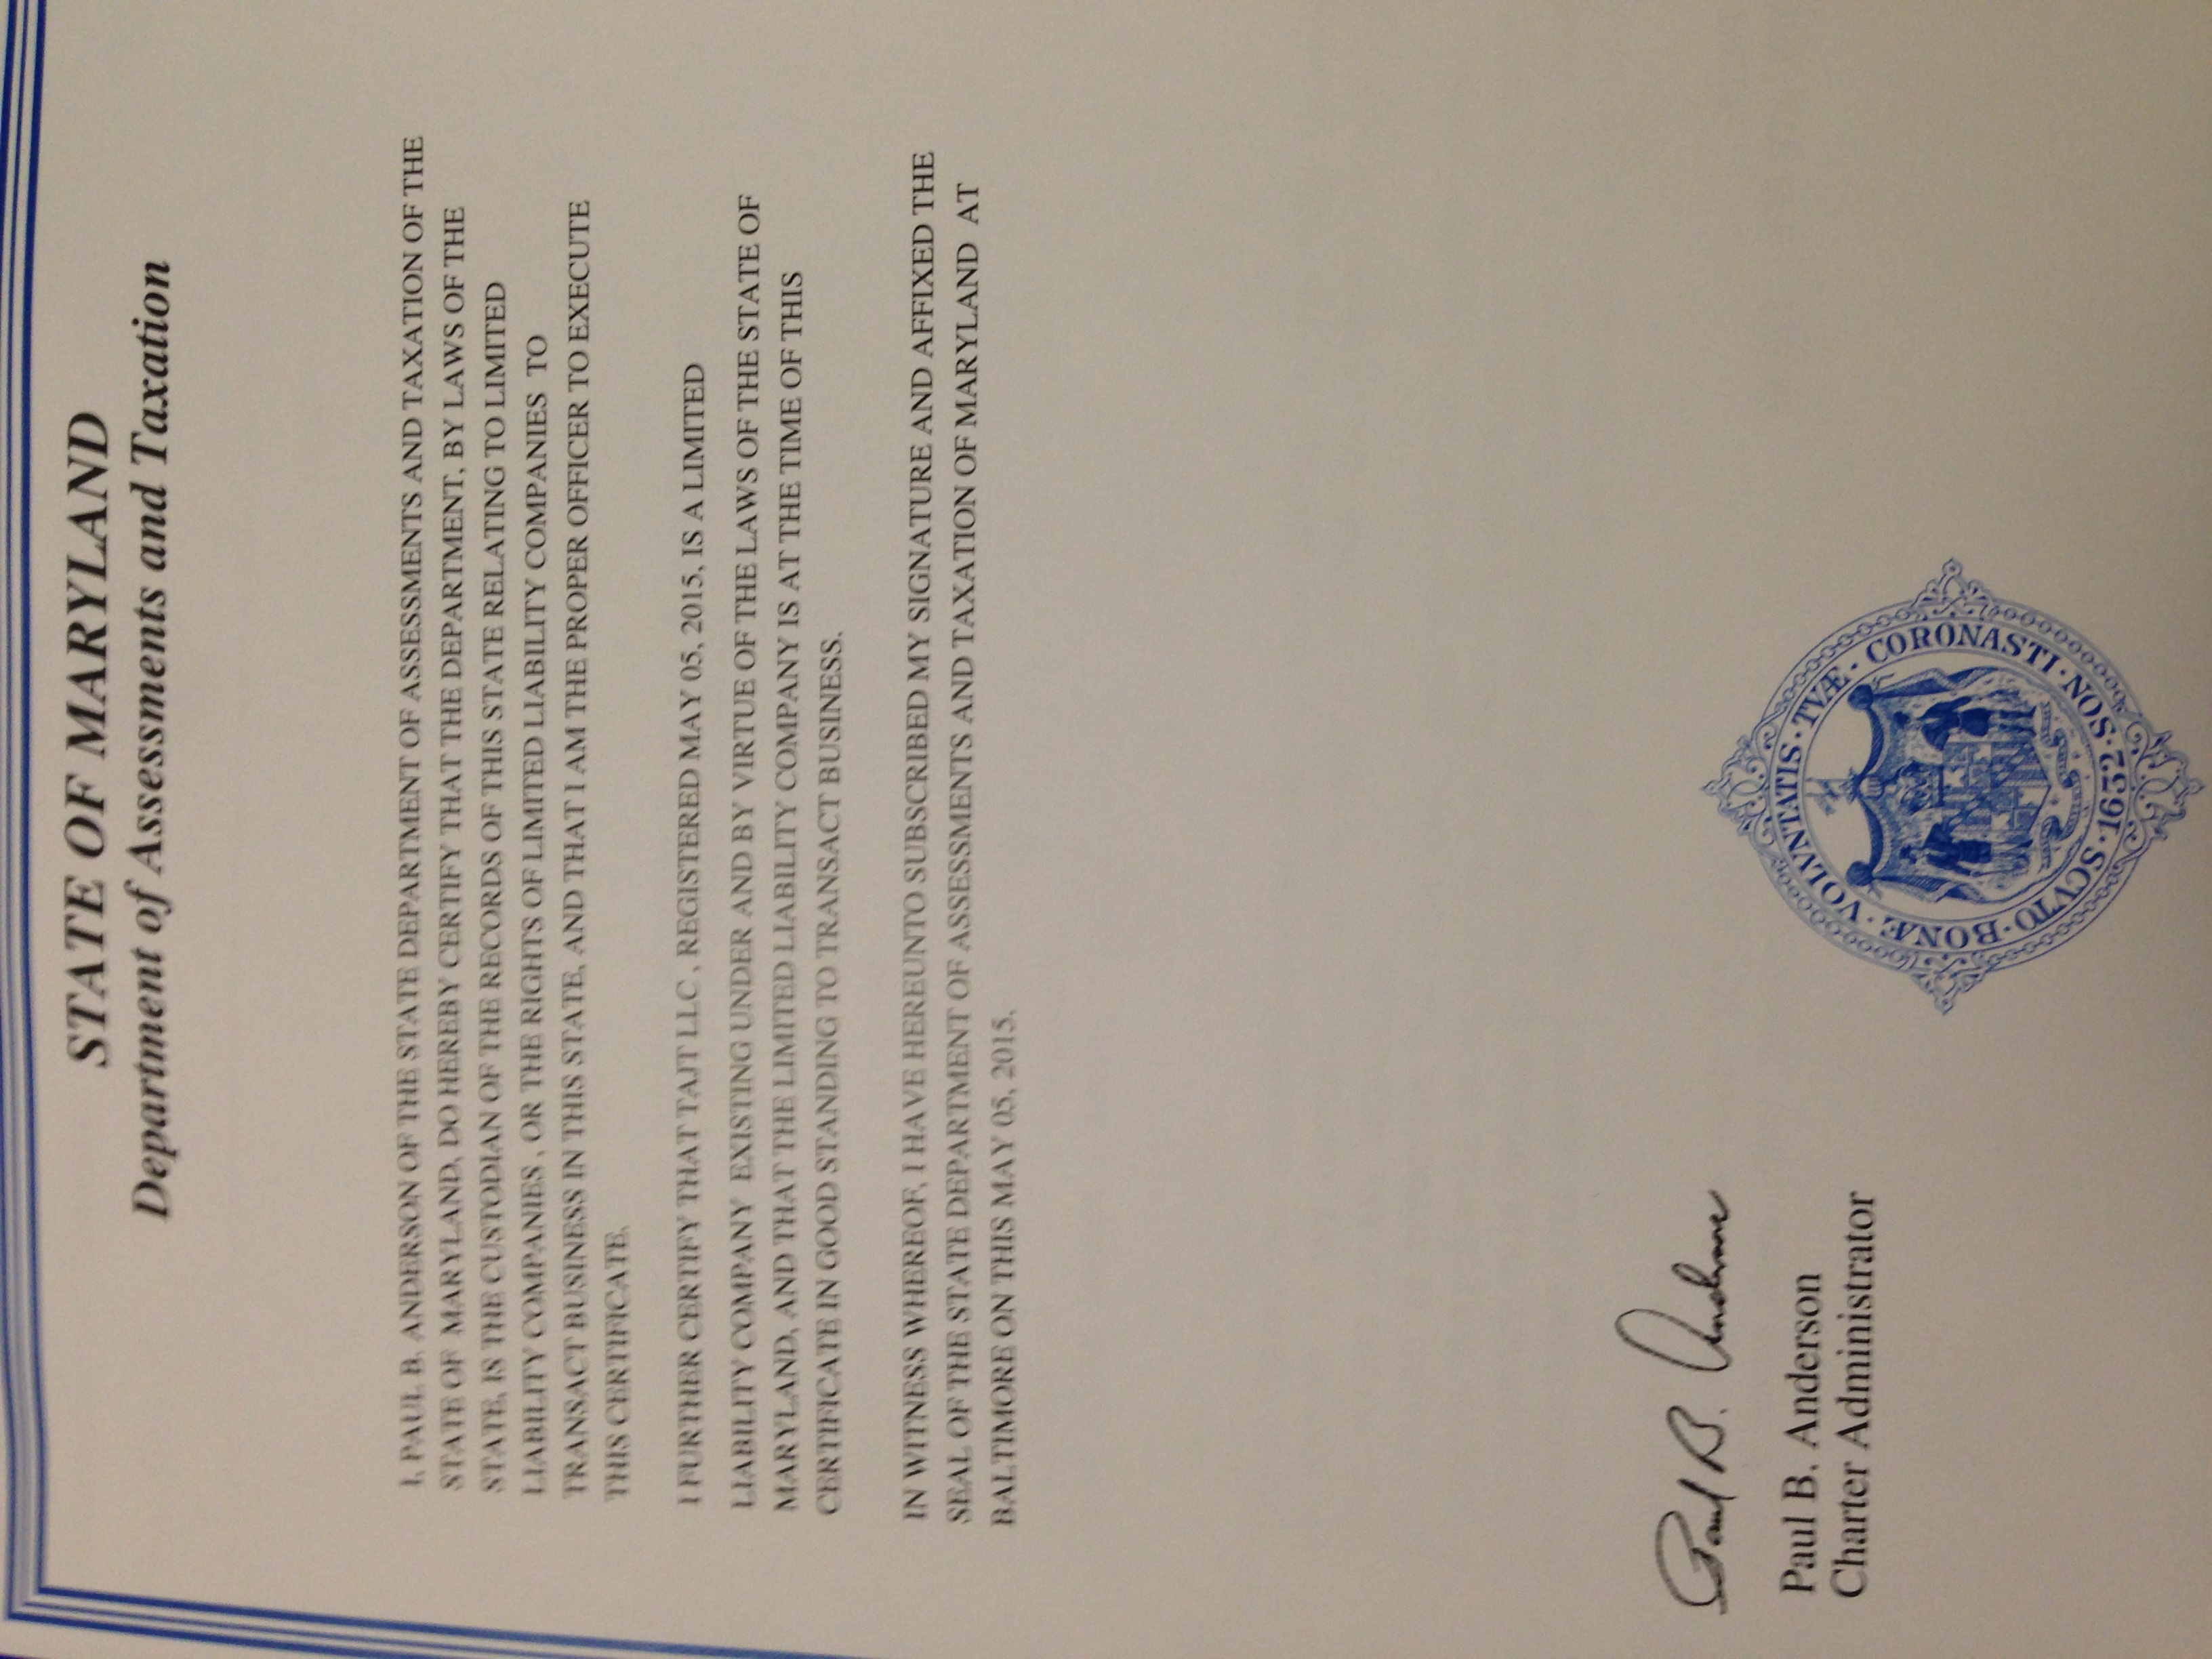 STATE OF MARYLAND
Department of Assessments and Taxation
I, PAUL B. ANDERSON OF THE STATE DEPARTMENT OF ASSESSMENTS AND TAXATION OF THE
STATE OF MARYLAND, DO HEREBY CERTIFY THAT THE DEPARTMENT, BY LAWS OF THE
STATE, IS THE CUSTODIAN OF THE RECORDS OF THIS STATE RELATING TO LIMITED
LIABILITY COMPANIES , OR THE RIGHTS OF LIMITED LIABILITY COMPANIES TO
TRANSACT BUSINESS IN THIS STATE, AND THAT I AM THE PROPER OFFICER TO EXECUTE
THIS CERTIFICATE.
I FURTHER CERTIFY THAT TAJT LLC , REGISTERED MAY 05, 2015, IS A LIMITED
LIABILITY COMPANY EXISTING UNDER AND BY VIRTUE OF THE LAWS OF THE STATE OF
MARYLAND, AND THAT THE LIMITED LIABILITY COMPANY IS AT THE TIME OF THIS
CERTIFICATE IN GOOD STANDING TO TRANSACT BUSINESS.
IN WITNESS WHEREOF, I HAVE HEREUNTO SUBSCRIBED MY SIGNATURE AND AFFIXED THE
SEAL OF THE STATE DEPARTMENT OF ASSESSMENTS AND TAXATION OF MARYLAND AT
BALTIMORE ON THIS MAY 05, 2015.
Paul B. Anderson
Paul B. Anderson
Charter Administrator
SCVTO · BONÆ · VOLVNTATIS · TVÆ · CORONASTI · NOS · 1632 ·